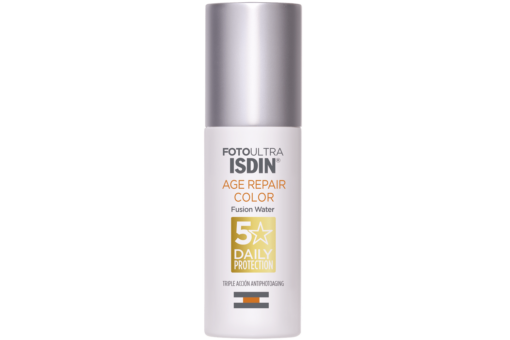 FOTOULTRA
ISDIN®
AGE REPAIR
COLOR
Fusion Water
5☆
DAILY
PROTECTION
TRIPLE ACCIÓN ANTIPHOTOAGING